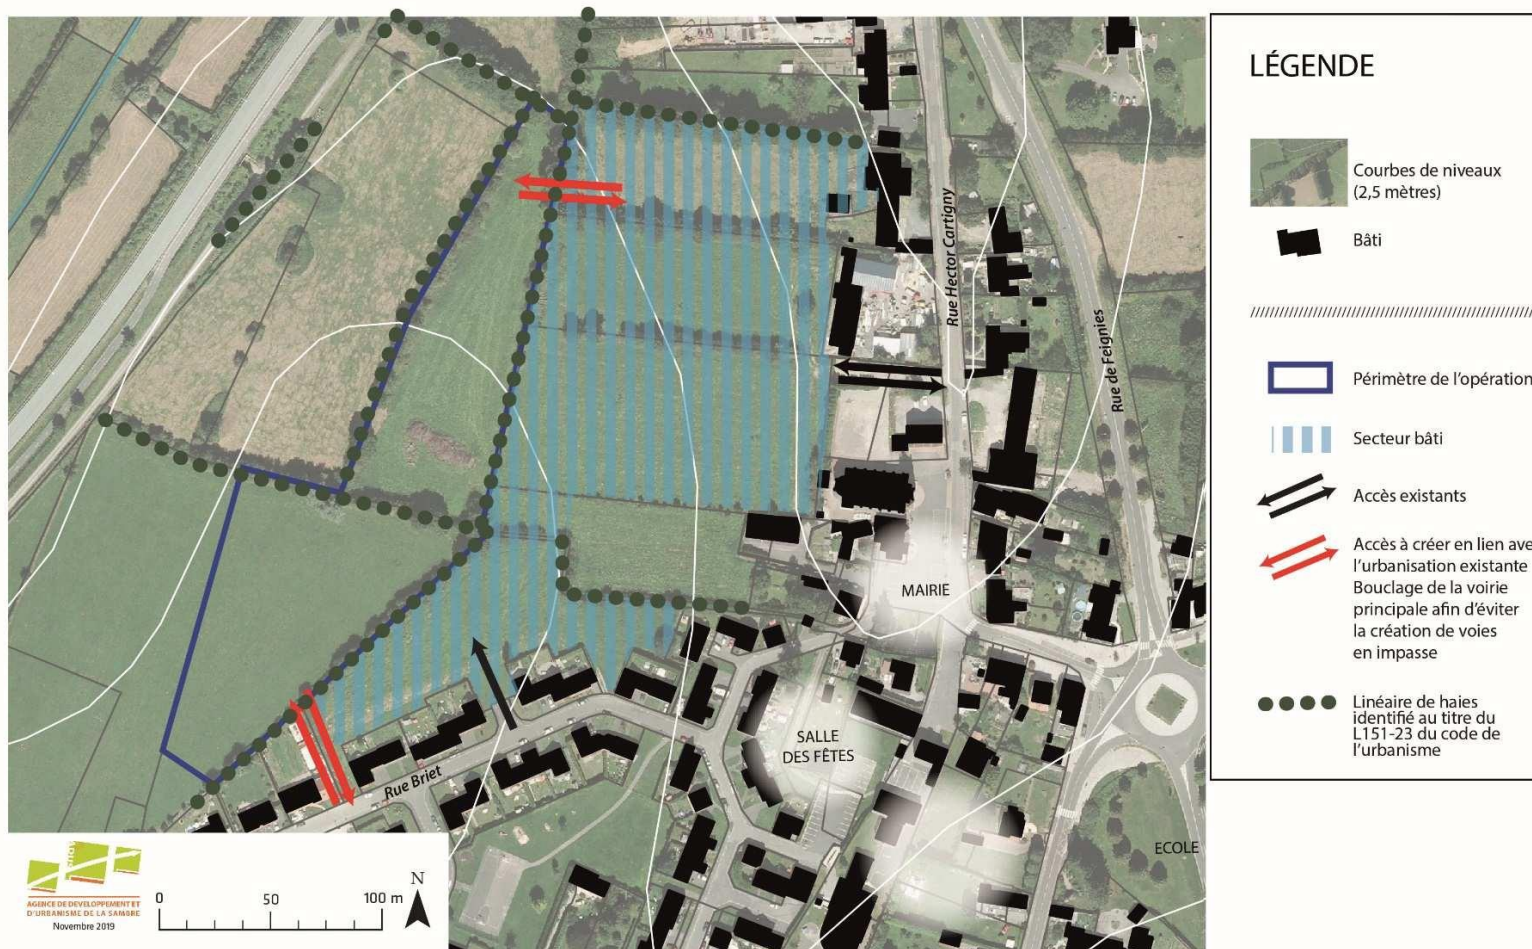 Rue Hector Cartigny
Rue de Feignies
MAIRIE
SALLE
DES FÊTES
Rue Briet
ECOLE
AGENCE DE DEVELOPPEMENT ET
D'URBANISME DE LA SAMBRE
Novembre 2019
0
50
100 m
N
LÉGENDE
Courbes de niveaux
(2,5 mètres)
Bâti
Périmètre de l'opération
Secteur bâti
Accès existants
Accès à créer en lien ave
l'urbanisation existante
Bouclage de la voirie
principale afin d'éviter
la création de voies
en impasse
Linéaire de haies
identifié au titre du
L151-23 du code de
l'urbanisme